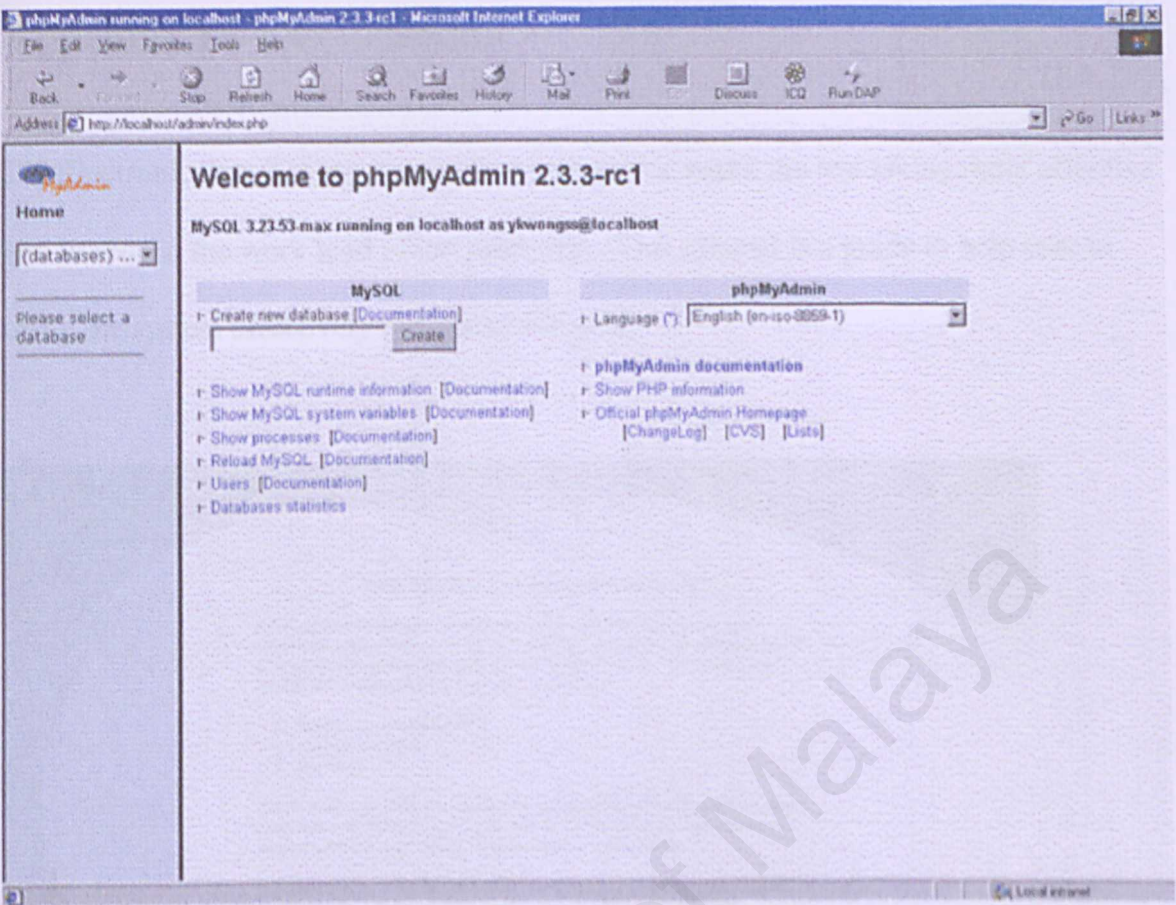 phpMyAdmin running on localhost - phpMyAdmin 2.3.3-rc1 - Microsoft Internet Explorer
File Edit View Favorites Tools Help
Back Forward Stop Refresh Home Search Favorites History Mail Print Edit Discuss ICQ Run DAP
Address http://localhost/admin/index.php Go Links »
MyAdmin
Home
(databases) ...
Please select a
database
Welcome to phpMyAdmin 2.3.3-rc1
MySQL 3.23.53-max running on localhost as ykwongss@localhost
MySQL
Create new database [Documentation]
Create
Show MySQL runtime information [Documentation]
Show MySQL system variables [Documentation]
Show processes [Documentation]
Reload MySQL [Documentation]
Users [Documentation]
Databases statistics
phpMyAdmin
Language (*): English (en-iso-8859-1)
phpMyAdmin documentation
Show PHP information
Official phpMyAdmin Homepage
[ChangeLog] [CVS] [Lists]
of Malaya
Local intranet